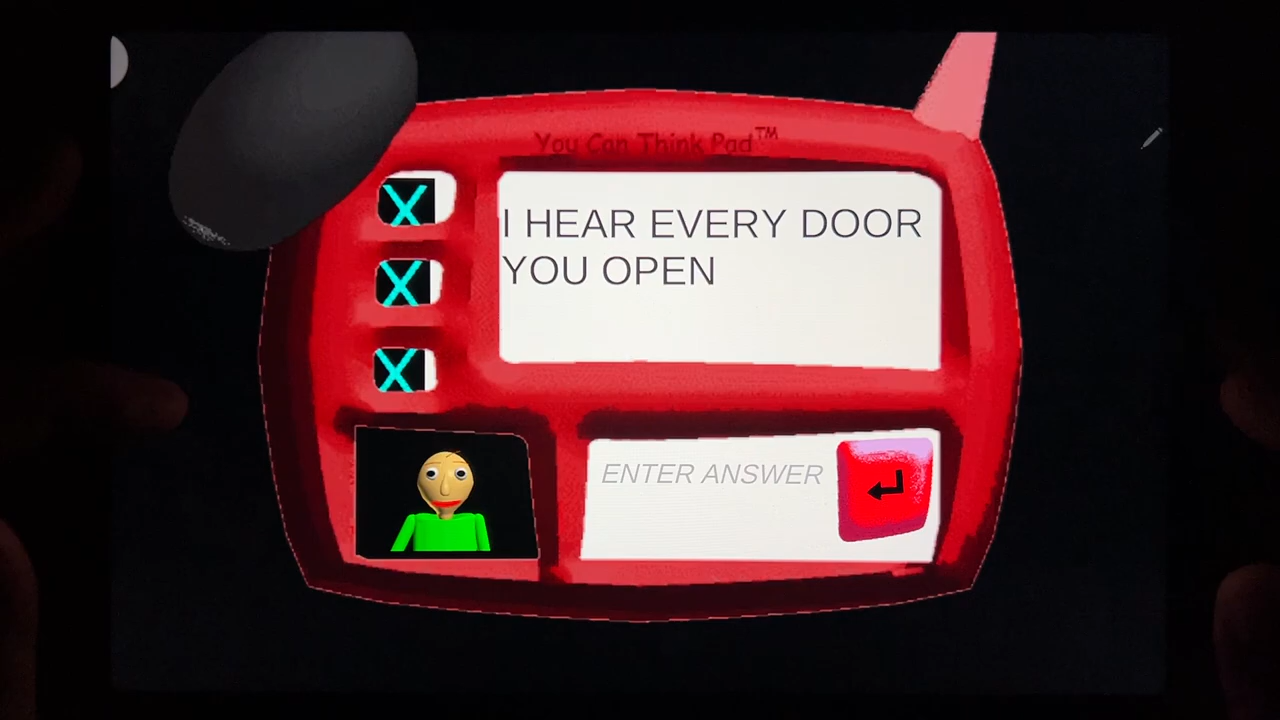 You Can Think Pad™
I HEAR EVERY DOOR
YOU OPEN
X
X
X
ENTER ANSWER